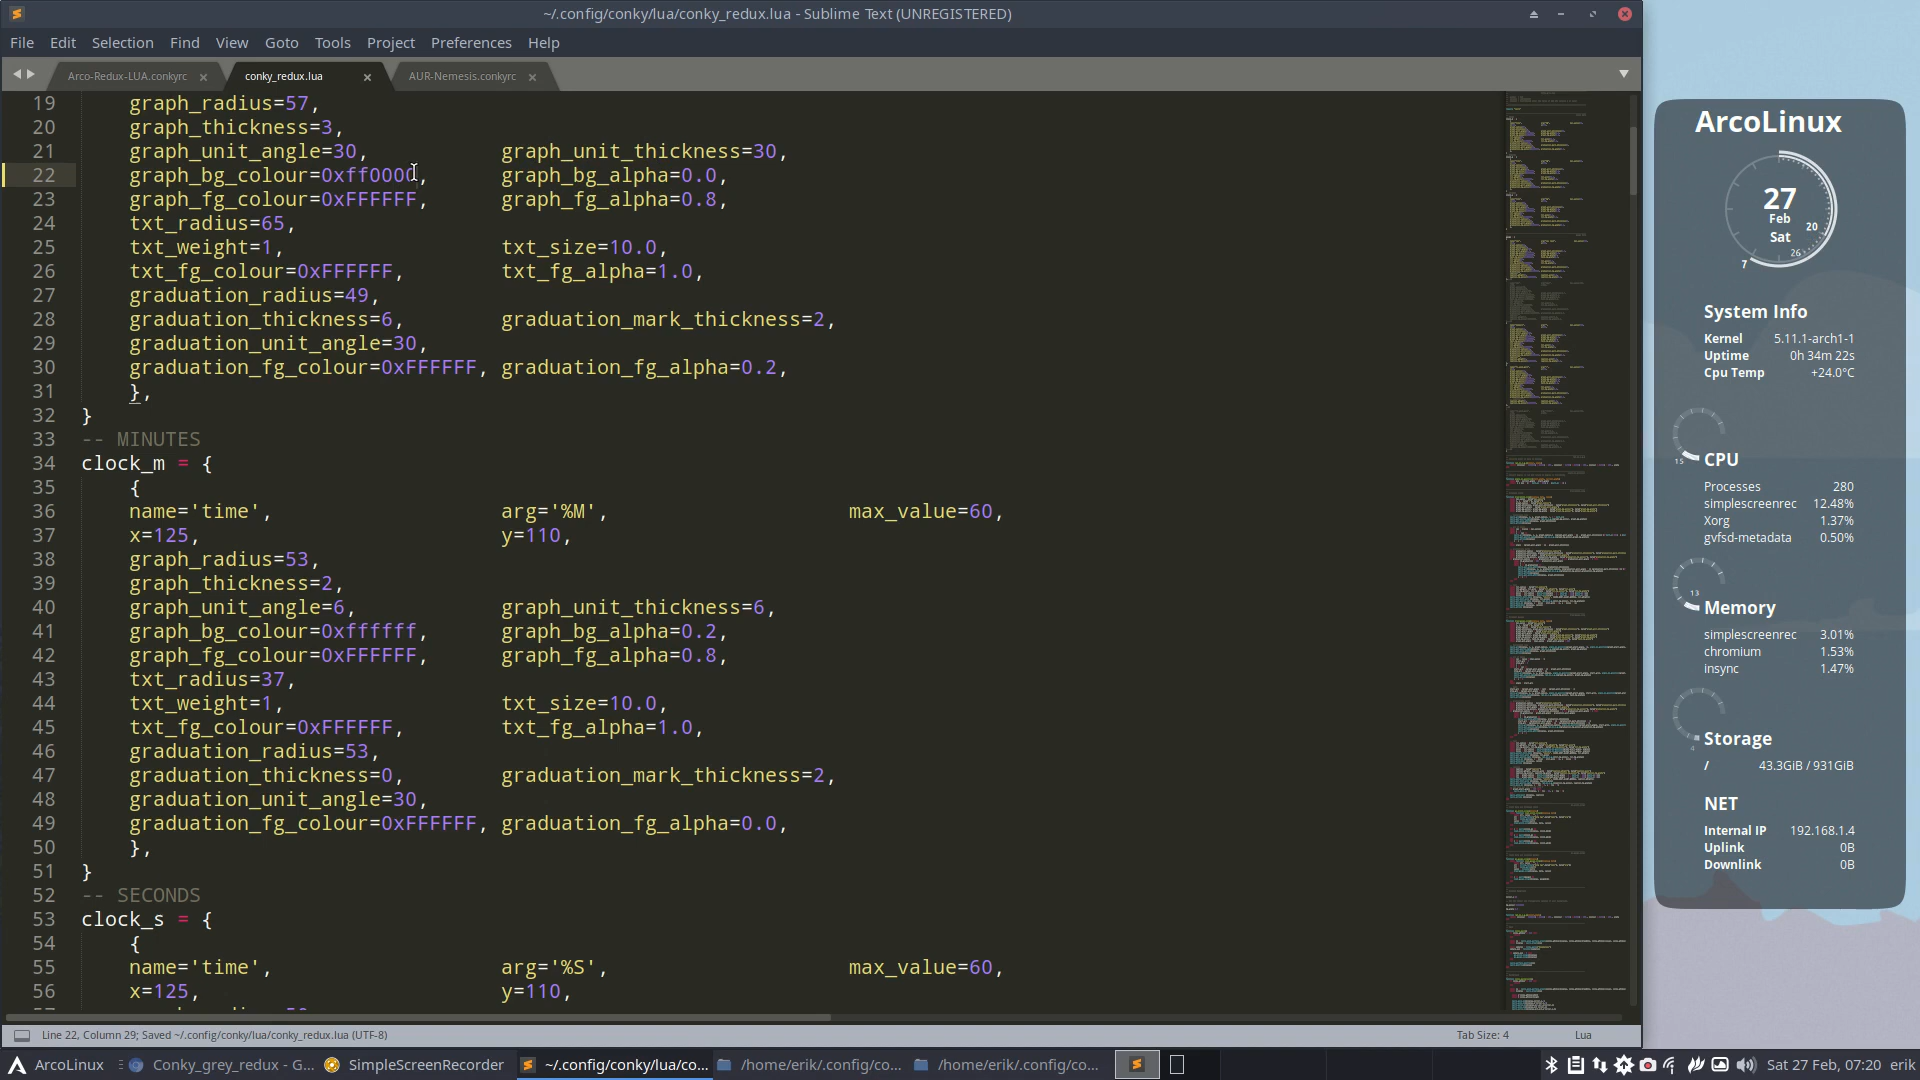 ~/.config/conky/lua/conky_redux.lua - Sublime Text (UNREGISTERED)
File Edit Selection Find View Goto Tools Project Preferences Help
Arco-Redux-LUA.conkyrc conky_redux.lua AUR-Nemesis.conkyrc
19 graph_radius=57,
20 graph_thickness=3,
21 graph_unit_angle=30, graph_unit_thickness=30,
22 graph_bg_colour=0xff0000, graph_bg_alpha=0.0,
23 graph_fg_colour=0xFFFFFF, graph_fg_alpha=0.8,
24 txt_radius=65,
25 txt_weight=1, txt_size=10.0,
26 txt_fg_colour=0xFFFFFF, txt_fg_alpha=1.0,
27 graduation_radius=49,
28 graduation_thickness=6, graduation_mark_thickness=2,
29 graduation_unit_angle=30,
30 graduation_fg_colour=0xFFFFFF, graduation_fg_alpha=0.2,
31 },
32 }
33 -- MINUTES
34 clock_m = {
35 {
36 name='time', arg='%M', max_value=60,
37 x=125, y=110,
38 graph_radius=53,
39 graph_thickness=2,
40 graph_unit_angle=6, graph_unit_thickness=6,
41 graph_bg_colour=0xffffff, graph_bg_alpha=0.2,
42 graph_fg_colour=0xFFFFFF, graph_fg_alpha=0.8,
43 txt_radius=37,
44 txt_weight=1, txt_size=10.0,
45 txt_fg_colour=0xFFFFFF, txt_fg_alpha=1.0,
46 graduation_radius=53,
47 graduation_thickness=0, graduation_mark_thickness=2,
48 graduation_unit_angle=30,
49 graduation_fg_colour=0xFFFFFF, graduation_fg_alpha=0.0,
50 },
51 }
52 -- SECONDS
53 clock_s = {
54 {
55 name='time', arg='%S', max_value=60,
56 x=125, y=110,
Line 22, Column 29; Saved ~/.config/conky/lua/conky_redux.lua (UTF-8) Tab Size: 4 Lua
ArcoLinux
27
Feb
Sat
20
26
7
System Info
Kernel 5.11.1-arch1-1
Uptime 0h 34m 22s
Cpu Temp +24.0°C
15
CPU
Processes 280
simplescreenrec 12.48%
Xorg 1.37%
gvfsd-metadata 0.50%
13
Memory
simplescreenrec 3.01%
chromium 1.53%
insync 1.47%
4
Storage
/ 43.3GiB / 931GiB
NET
Internal IP 192.168.1.4
Uplink 0B
Downlink 0B
ArcoLinux Conky_grey_redux - G... SimpleScreenRecorder ~/.config/conky/lua/co... /home/erik/.config/co... /home/erik/.config/co... Sat 27 Feb, 07:20 erik